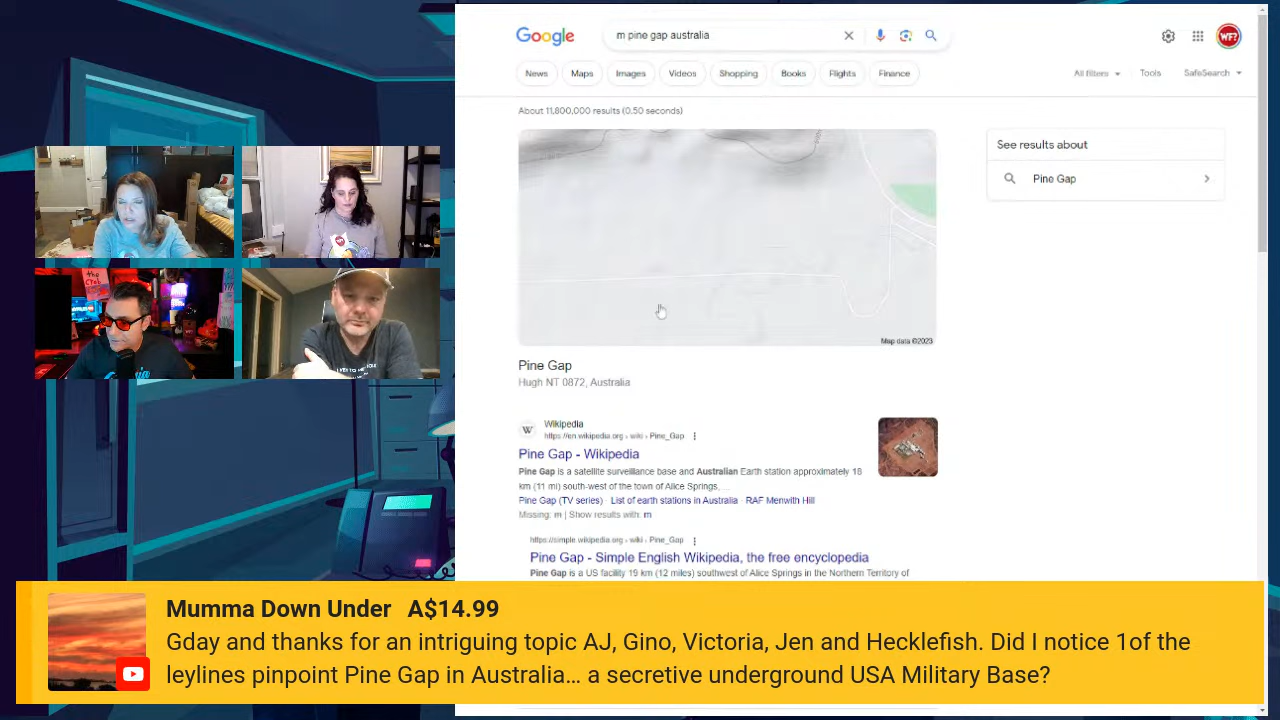 Google
m pine gap australia
WF?
News
Maps
Images
Videos
Shopping
Books
Flights
Finance
All filters
Tools
SafeSearch
About 11,800,000 results (0.50 seconds)
Map data ©2023
See results about
Pine Gap
Pine Gap
Hugh NT 0872, Australia
W
Wikipedia
https://en.wikipedia.org › wiki › Pine_Gap
Pine Gap - Wikipedia
Pine Gap is a satellite surveillance base and Australian Earth station approximately 18
km (11 mi) south-west of the town of Alice Springs, ...
Pine Gap (TV series) · List of earth stations in Australia · RAF Menwith Hill
Missing: m | Show results with: m
https://simple.wikipedia.org › wiki › Pine_Gap
Pine Gap - Simple English Wikipedia, the free encyclopedia
Pine Gap is a US facility 19 km (12 miles) southwest of Alice Springs in the Northern Territory of
Mumma Down Under A$14.99
Gday and thanks for an intriguing topic AJ, Gino, Victoria, Jen and Hecklefish. Did I notice 1of the
leylines pinpoint Pine Gap in Australia… a secretive underground USA Military Base?